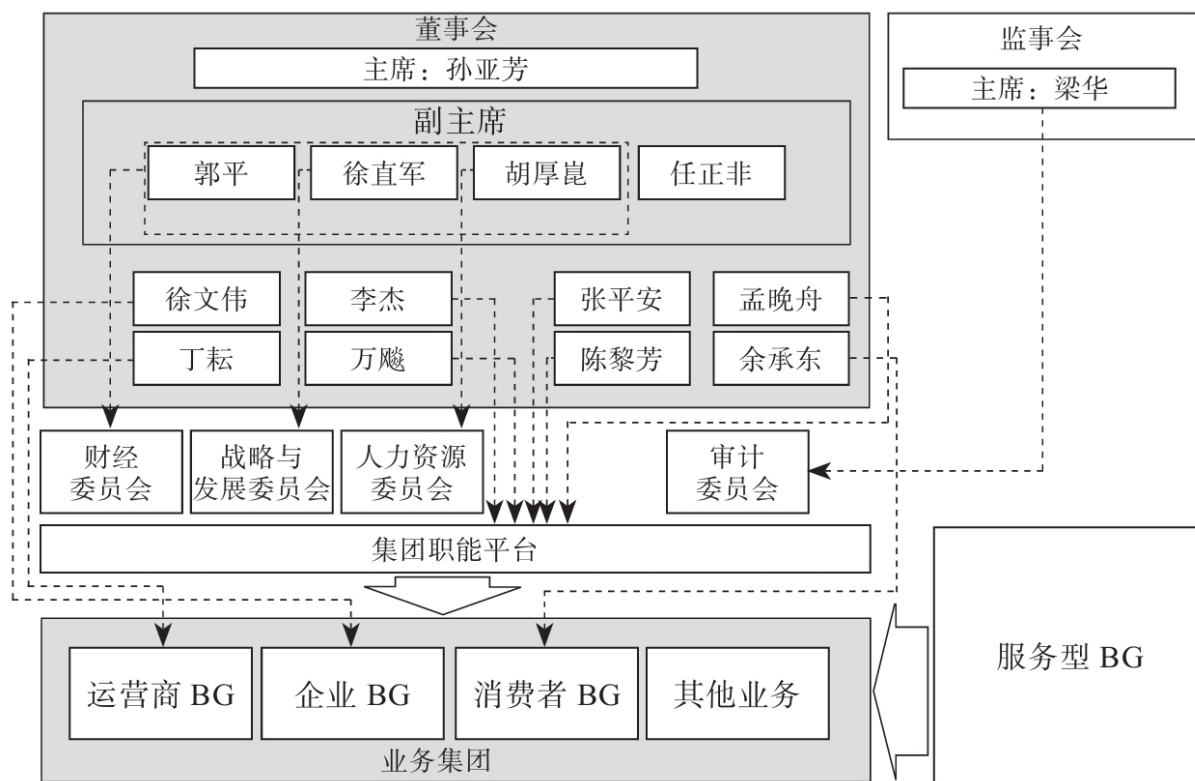 董事会
主席：孙亚芳
监事会
主席：梁华
副主席
郭平
徐直军
胡厚崑
任正非
徐文伟
李杰
张平安
孟晚舟
丁耘
万飚
陈黎芳
余承东
财经
委员会
战略与
发展委员会
人力资源
委员会
审计
委员会
集团职能平台
运营商 BG
企业 BG
消费者 BG
其他业务
业务集团
服务型 BG